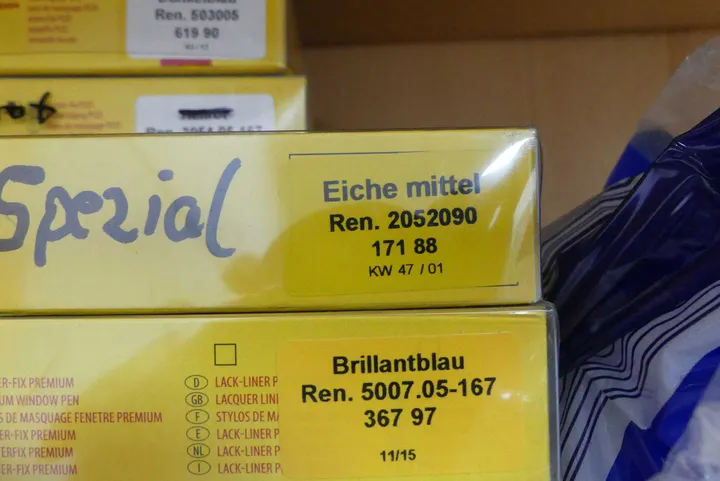 Ren. 503005
619 90
Spezial
Eiche mittel
Ren. 2052090
171 88
KW 47 / 01
Brillantblau
Ren. 5007.05-167
367 97
11/15
ER-FIX PREMIUM
UM WINDOW PEN
S DE MASQUAGE FENETRE PREMIUM
ER-FIX PREMIUM
ERFIX PREMIUM
ER-FIX PREMIUM
D LACK-LINER P
GB LACQUER LIN
F STYLOS DE MA
E LACK-LINER P
NL LACK-LINER P
I LACK-LINER P